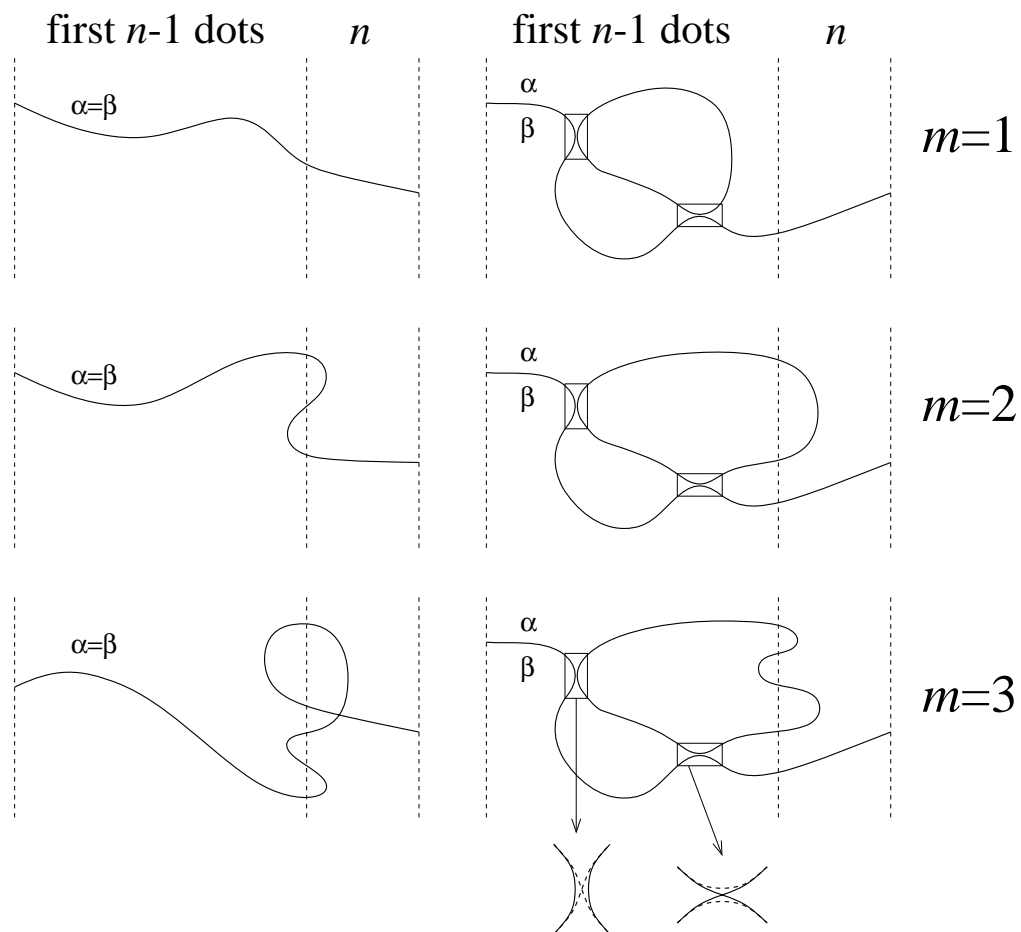 first n-1 dots n first n-1 dots n
α=β α β m=1
α=β α β m=2
α=β α β m=3